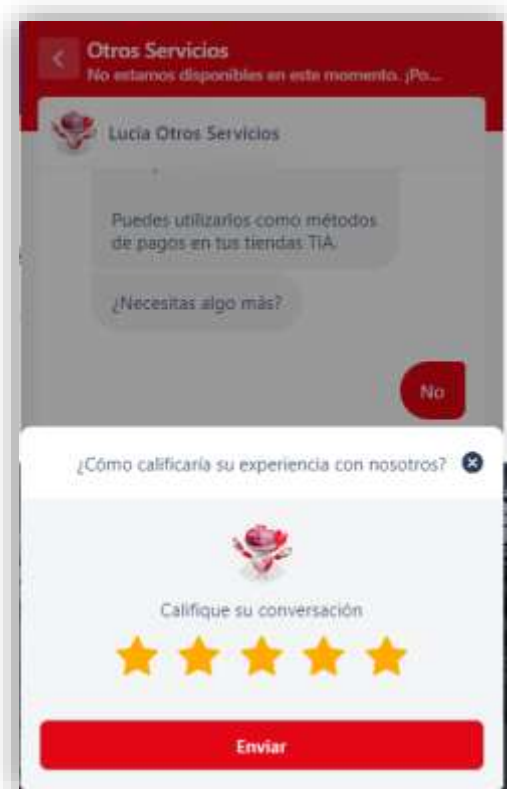 Otros Servicios
No estamos disponibles en este momento. ¡Po...
Lucía Otros Servicios
Puedes utilizarlos como métodos
de pagos en tus tiendas TIA.
¿Necesitas algo más?
No
¿Cómo calificaría su experiencia con nosotros?
Califique su conversación
Enviar